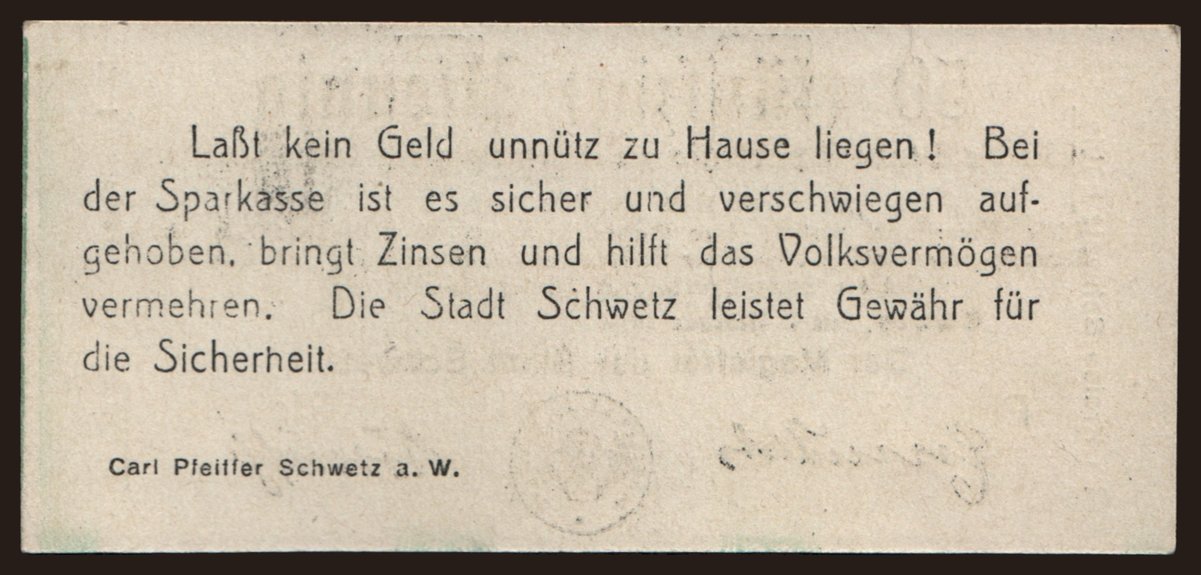 Laßt kein Geld unnütz zu Hause liegen! Bei
der Sparkasse ist es sicher und verschwiegen auf-
gehoben, bringt Zinsen und hilft das Volksvermögen
vermehren. Die Stadt Schwetz leistet Gewähr für
die Sicherheit.
Carl Pfeiffer Schwetz a. W.